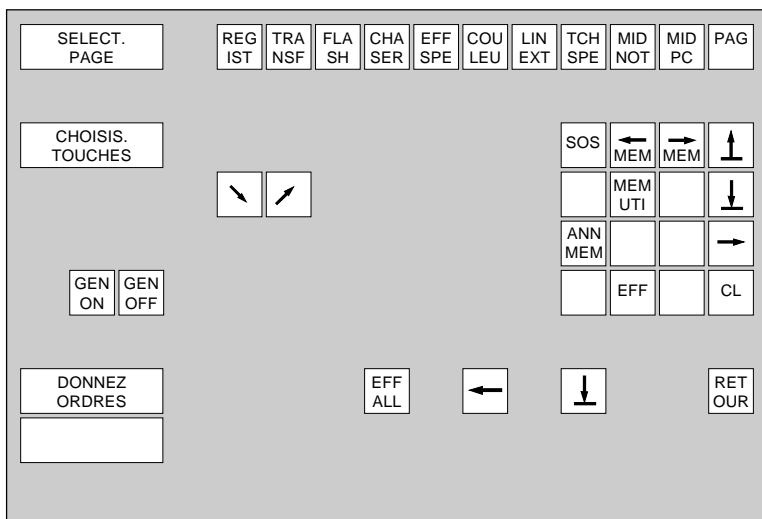 SELECT.
PAGE
REG
IST
TRA
NSF
FLA
SH
CHA
SER
EFF
SPE
COU
LEU
LIN
EXT
TCH
SPE
MID
NOT
MID
PC
PAG
CHOISIS.
TOUCHES
SOS
MEM
MEM
MEM
UTI
ANN
MEM
GEN
ON
GEN
OFF
EFF
CL
DONNEZ
ORDRES
EFF
ALL
RET
OUR